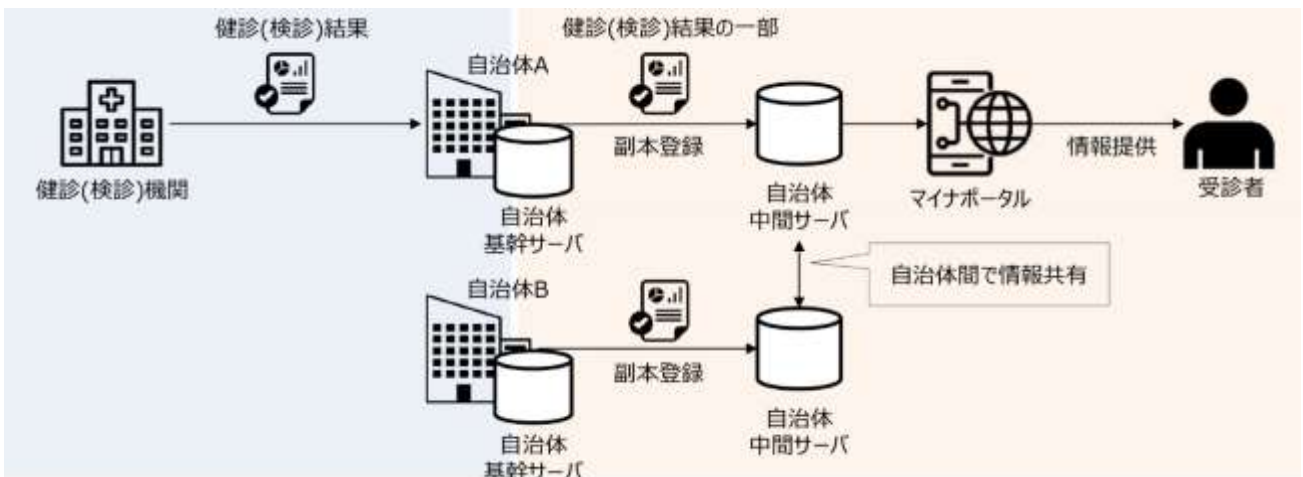 健診(検診)結果
健診(検診)結果の一部
自治体A
副本登録
情報提供
健診(検診)機関
自治体
基幹サーバ
自治体
中間サーバ
マイナポータル
受診者
自治体間で情報共有
自治体B
副本登録
自治体
基幹サーバ
自治体
中間サーバ